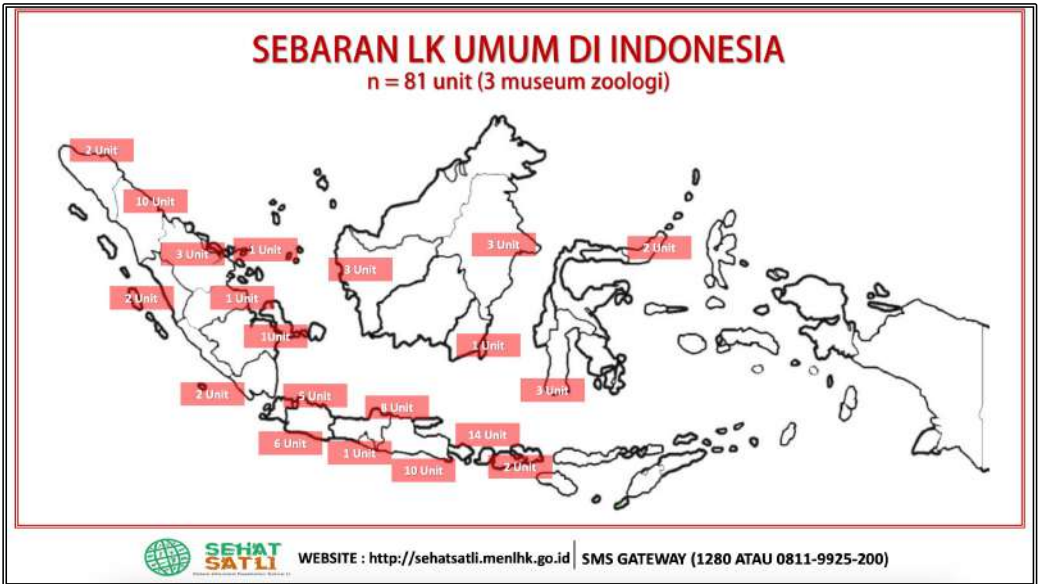 SEBARAN LK UMUM DI INDONESIA
n = 81 unit (3 museum zoologi)
2 Unit
10 Unit
3 Unit
1 Unit
3 Unit
3 Unit
2 Unit
2 Unit
1 Unit
1Unit
1 Unit
2 Unit
5 Unit
8 Unit
3 Unit
6 Unit
1 Unit
10 Unit
14 Unit
2 Unit
SEHAT
SATLI
WEBSITE : http://sehatsatli.menlhk.go.id
SMS GATEWAY (1280 ATAU 0811-9925-200)